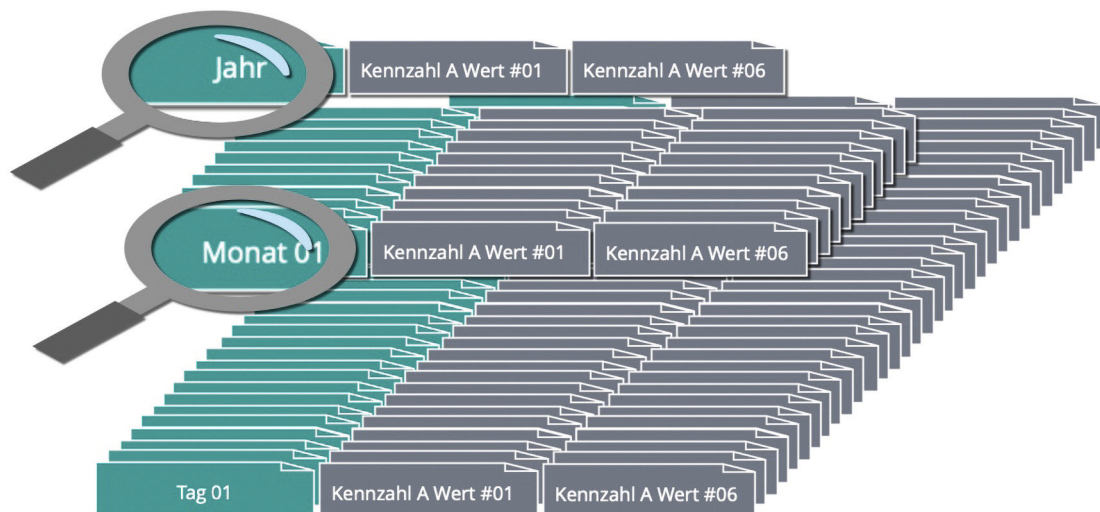 Jahr
Kennzahl A Wert #01
Kennzahl A Wert #06
Monat 01
Kennzahl A Wert #01
Kennzahl A Wert #06
Tag 01
Kennzahl A Wert #01
Kennzahl A Wert #06